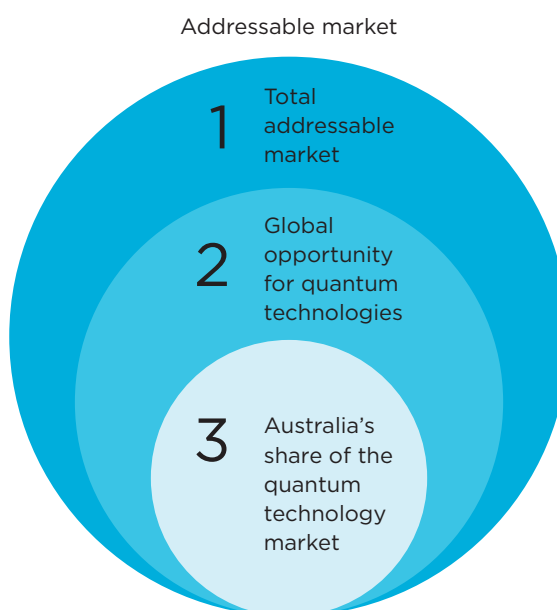 Addressable market
1
Total
addressable
market
2
Global
opportunity
for quantum
technologies
3
Australia’s
share of the
quantum
technology
market